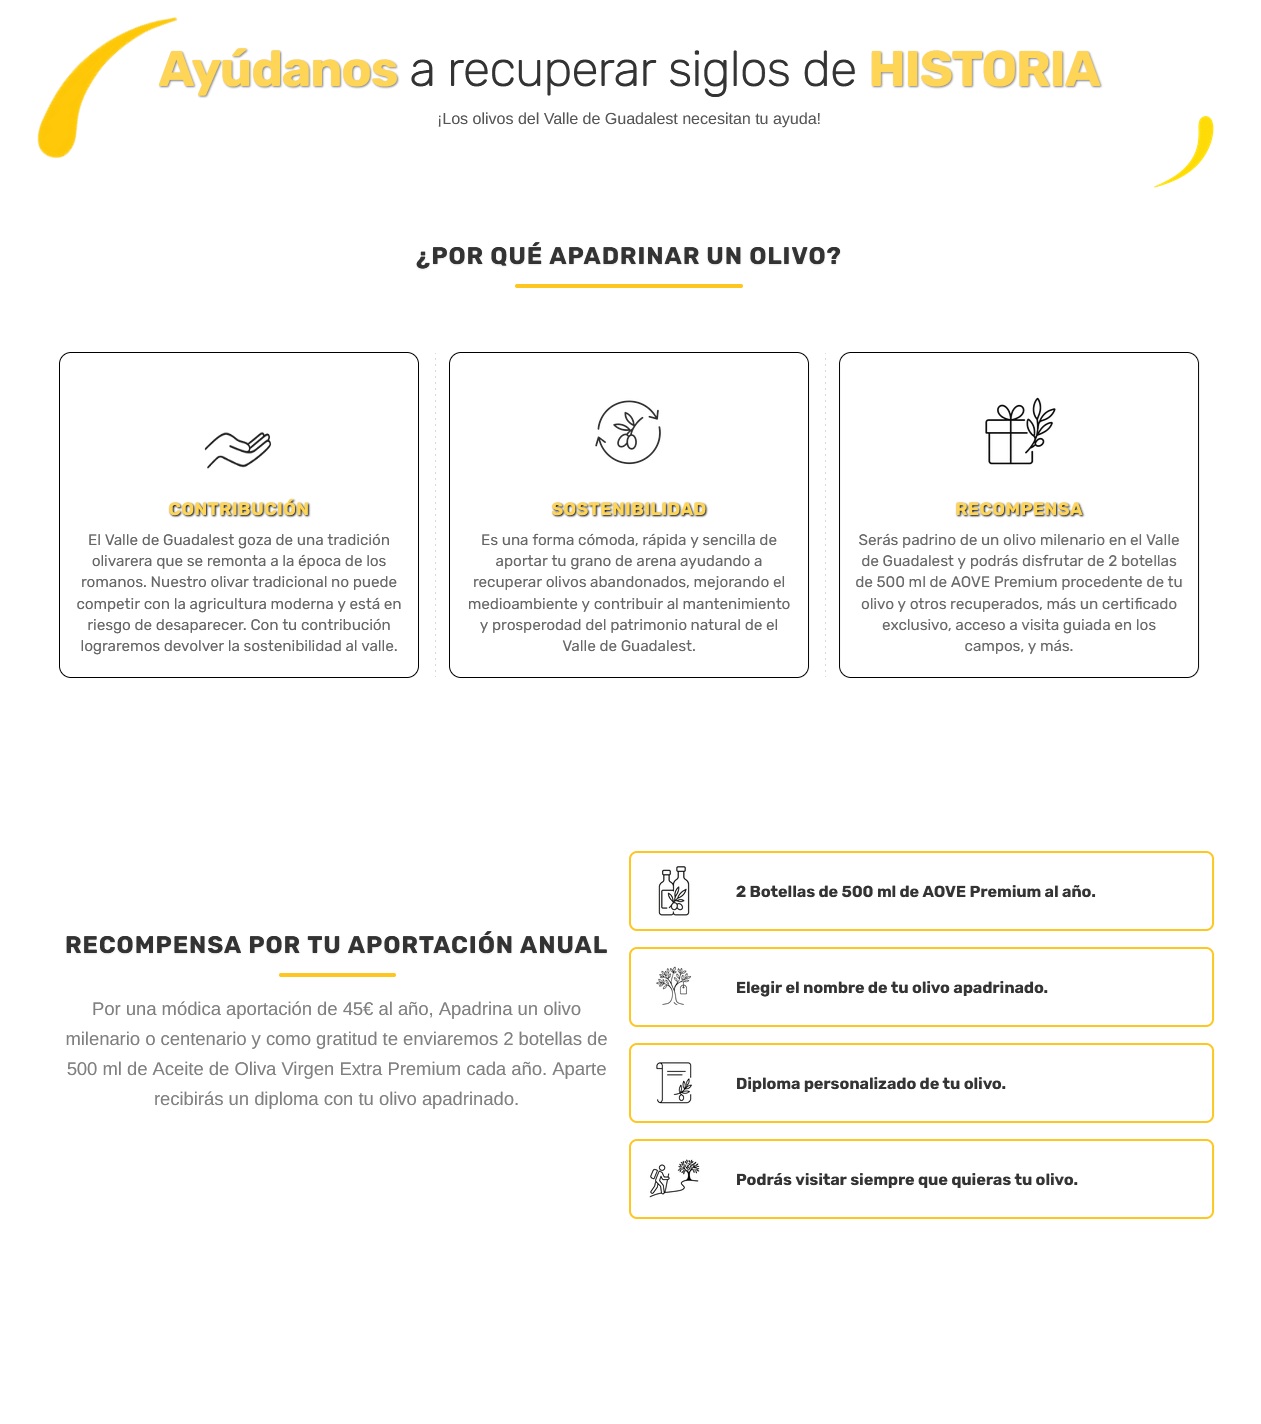 Ayúdanos a recuperar siglos de HISTORIA
¡Los olivos del Valle de Guadalest necesitan tu ayuda!
¿POR QUÉ APADRINAR UN OLIVO?
CONTRIBUCIÓN
El Valle de Guadalest goza de una tradición
olivarera que se remonta a la época de los
romanos. Nuestro olivar tradicional no puede
competir con la agricultura moderna y está en
riesgo de desaparecer. Con tu contribución
lograremos devolver la sostenibilidad al valle.
SOSTENIBILIDAD
Es una forma cómoda, rápida y sencilla de
aportar tu grano de arena ayudando a
recuperar olivos abandonados, mejorando el
medioambiente y contribuir al mantenimiento
y prosperodad del patrimonio natural de el
Valle de Guadalest.
RECOMPENSA
Serás padrino de un olivo milenario en el Valle
de Guadalest y podrás disfrutar de 2 botellas
de 500 ml de AOVE Premium procedente de tu
olivo y otros recuperados, más un certificado
exclusivo, acceso a visita guiada en los
campos, y más.
RECOMPENSA POR TU APORTACIÓN ANUAL
Por una módica aportación de 45€ al año, Apadrina un olivo
milenario o centenario y como gratitud te enviaremos 2 botellas de
500 ml de Aceite de Oliva Virgen Extra Premium cada año. Aparte
recibirás un diploma con tu olivo apadrinado.
2 Botellas de 500 ml de AOVE Premium al año.
Elegir el nombre de tu olivo apadrinado.
Diploma personalizado de tu olivo.
Podrás visitar siempre que quieras tu olivo.